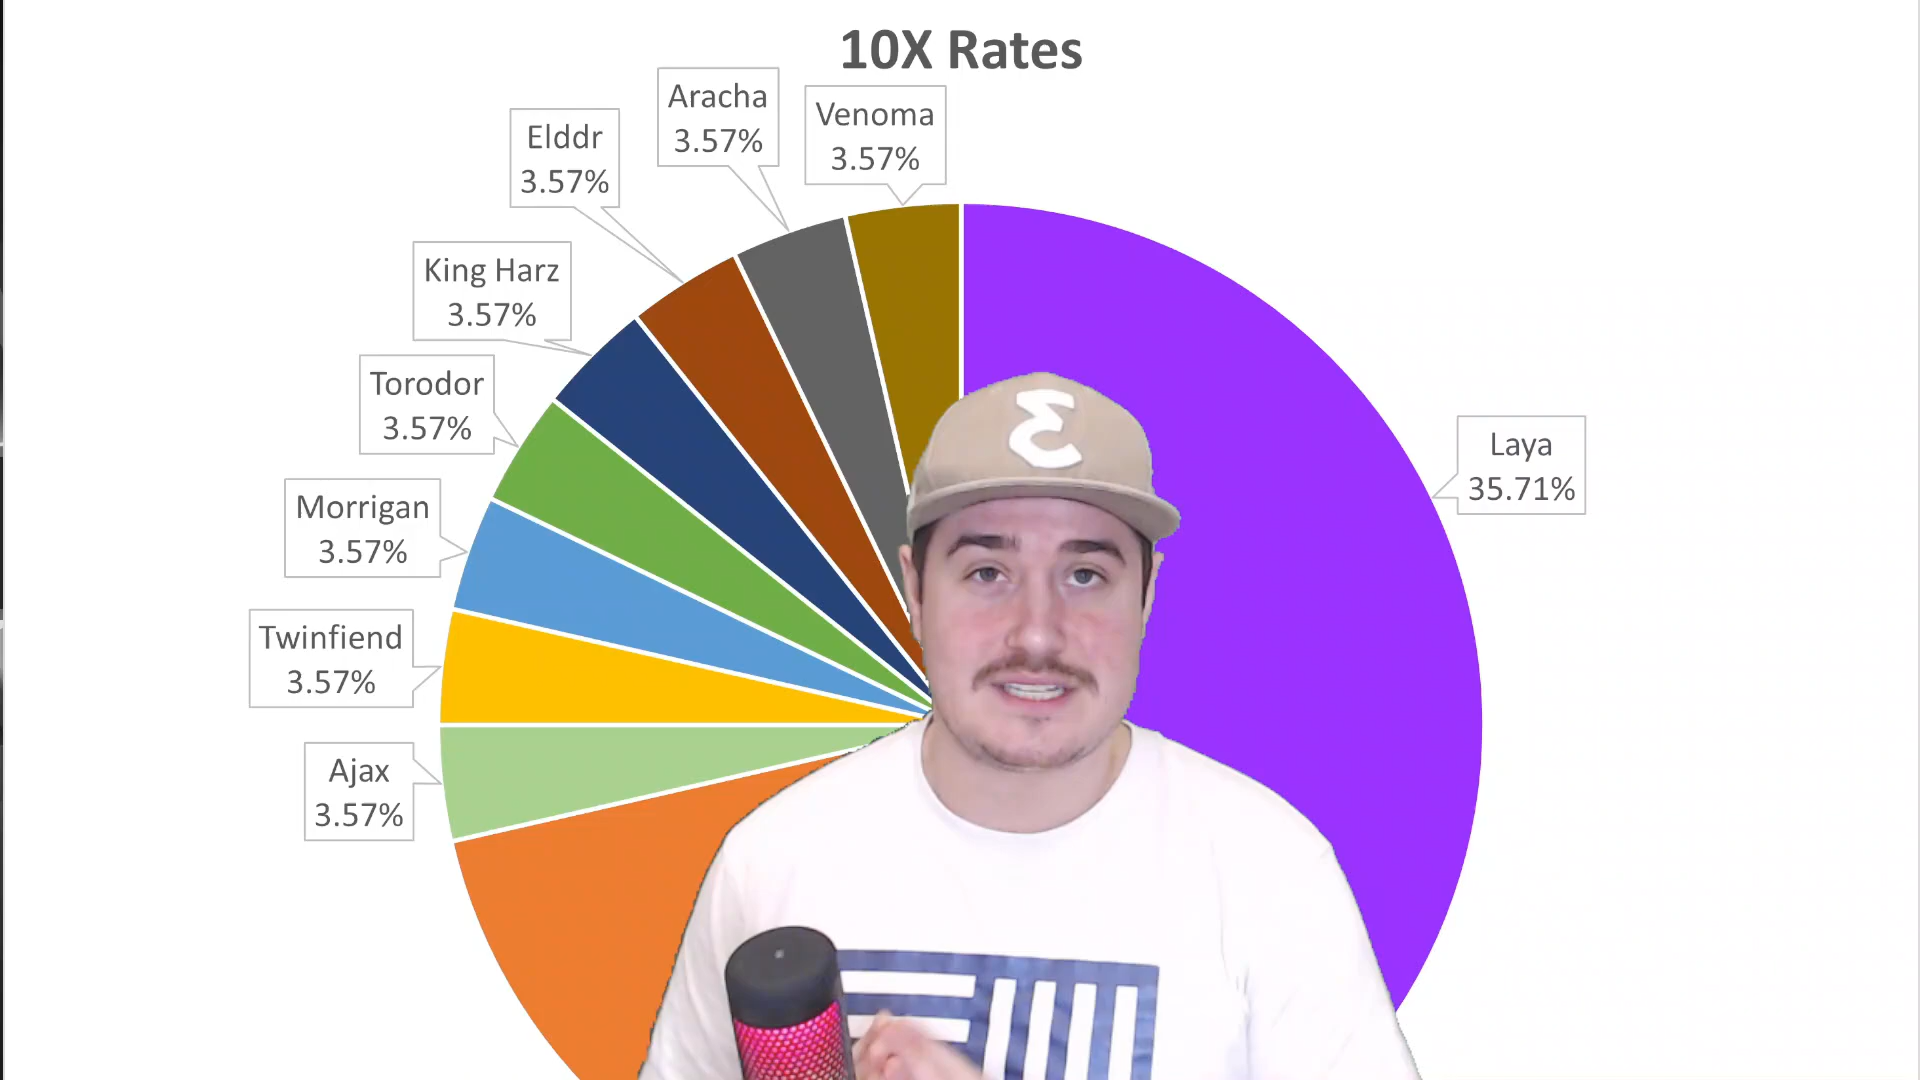 10X Rates
Aracha
3.57%
Venoma
3.57%
Elddr
3.57%
King Harz
3.57%
Torodor
3.57%
Laya
35.71%
Morrigan
3.57%
Twinfiend
3.57%
Ajax
3.57%